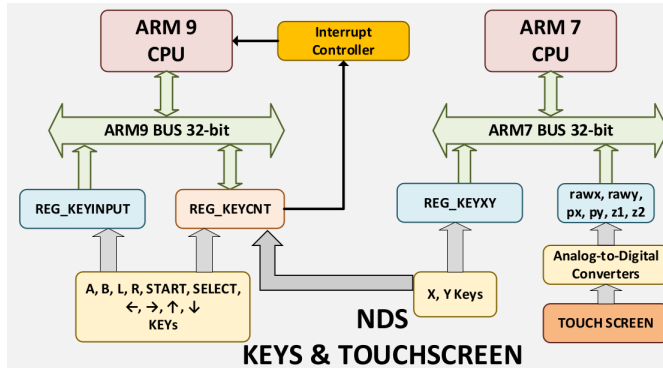 ARM 9
CPU
Interrupt
Controller
ARM 7
CPU
ARM9 BUS 32-bit
ARM7 BUS 32-bit
REG_KEYINPUT
REG_KEYCNT
REG_KEYXY
rawx, rawy,
px, py, z1, z2
A, B, L, R, START, SELECT,
←, →, ↑, ↓
KEYs
X, Y Keys
Analog-to-Digital
Converters
TOUCH SCREEN
NDS
KEYS & TOUCHSCREEN